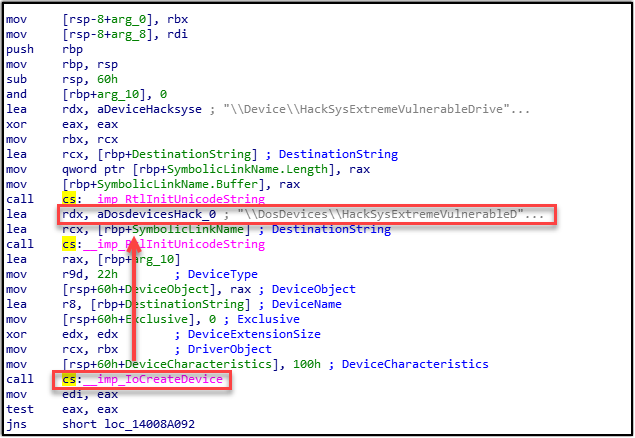 mov [rsp-8+arg_0], rbx
mov [rsp-8+arg_8], rdi
push rbp
mov rbp, rsp
sub rsp, 60h
and [rbp+arg_10], 0
lea rdx, aDeviceHacksyse ; "\\Device\\HackSysExtremeVulnerableDrive"...
xor eax, eax
mov rbx, rcx
lea rcx, [rbp+DestinationString] ; DestinationString
mov qword ptr [rbp+SymbolicLinkName.Length], rax
mov [rbp+SymbolicLinkName.Buffer], rax
call cs:__imp_RtlInitUnicodeString
lea rdx, aDosdevicesHack_0 ; "\\DosDevices\\HackSysExtremeVulnerableD"...
lea rcx, [rbp+SymbolicLinkName] ; DestinationString
call cs:__imp_RtlInitUnicodeString
lea rax, [rbp+arg_10]
mov r9d, 22h ; DeviceType
mov [rsp+60h+DeviceObject], rax ; DeviceObject
lea r8, [rbp+DestinationString] ; DeviceName
mov [rsp+60h+Exclusive], 0 ; Exclusive
xor edx, edx ; DeviceExtensionSize
mov rcx, rbx ; DriverObject
mov [rsp+60h+DeviceCharacteristics], 100h ; DeviceCharacteristics
call cs:__imp_IoCreateDevice
mov edi, eax
test eax, eax
jns short loc_14008A092